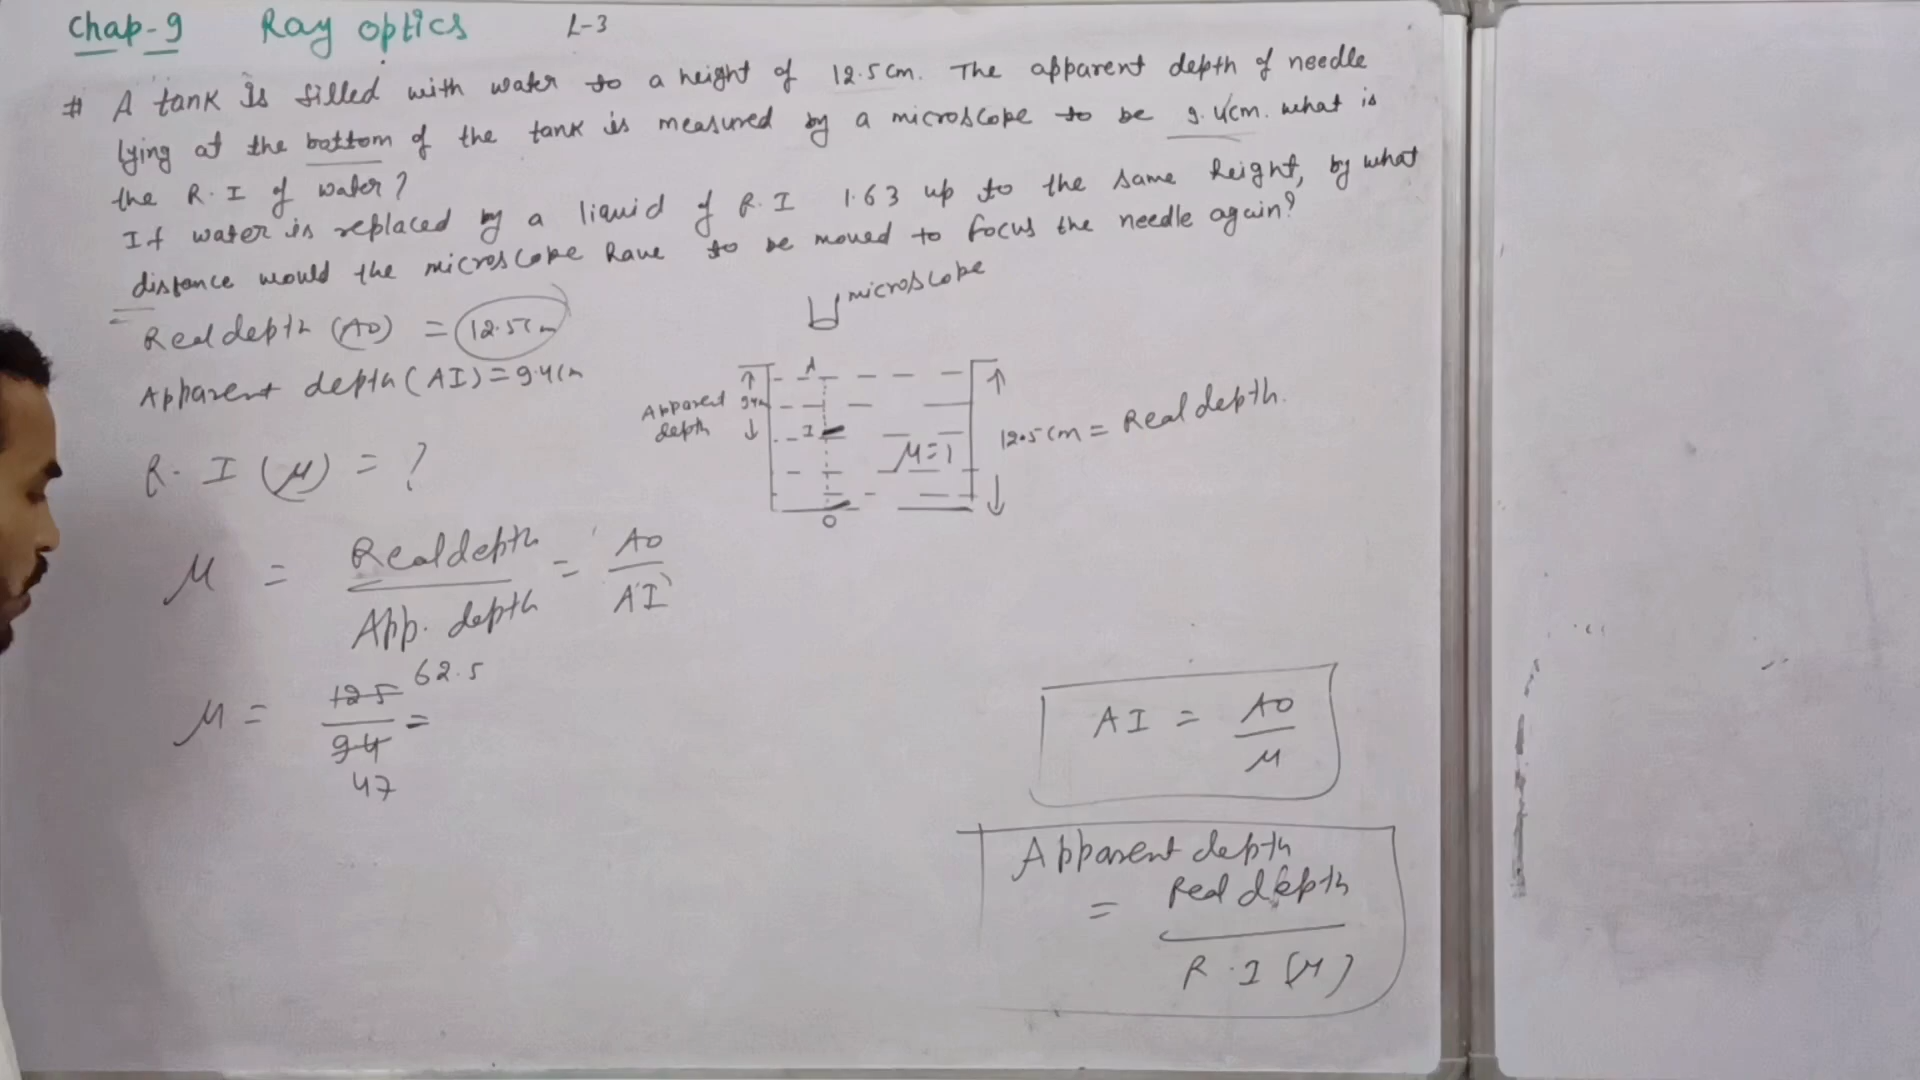 Chap-9 Ray optics L-3
# A tank is filled with water to a height of 12.5cm. The apparent depth of needle
lying at the bottom of the tank is measured by a microscope to be 9.4cm. what is
the R.I of water?
If water is replaced by a liquid of R.I 1.63 up to the same height, by what
distance would the microscope have to be moved to focus the needle again?
microscope
Real depth (AO) = 12.5cm
Apparent depth (AI) = 9.4cm
A
Apparent depth
9.4cm
I
μ=1
12.5cm = Real depth.
O
R.I (μ) = ?
μ = Real depth / App. depth = AO / AI
μ = 125 / 94 =
62.5
47
AI = AO / μ
Apparent depth
= Real depth
R.I (μ)